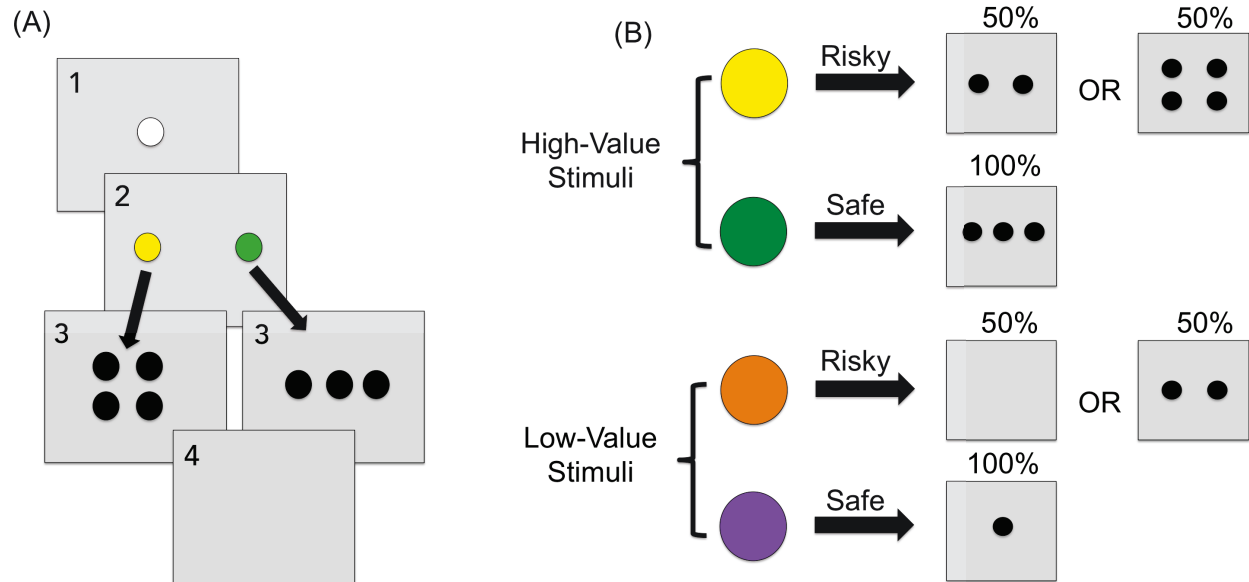 (A)
1
2
3
3
4
(B)
High-Value
Stimuli
Risky
50%
OR
50%
Safe
100%
Low-Value
Stimuli
Risky
50%
OR
50%
Safe
100%